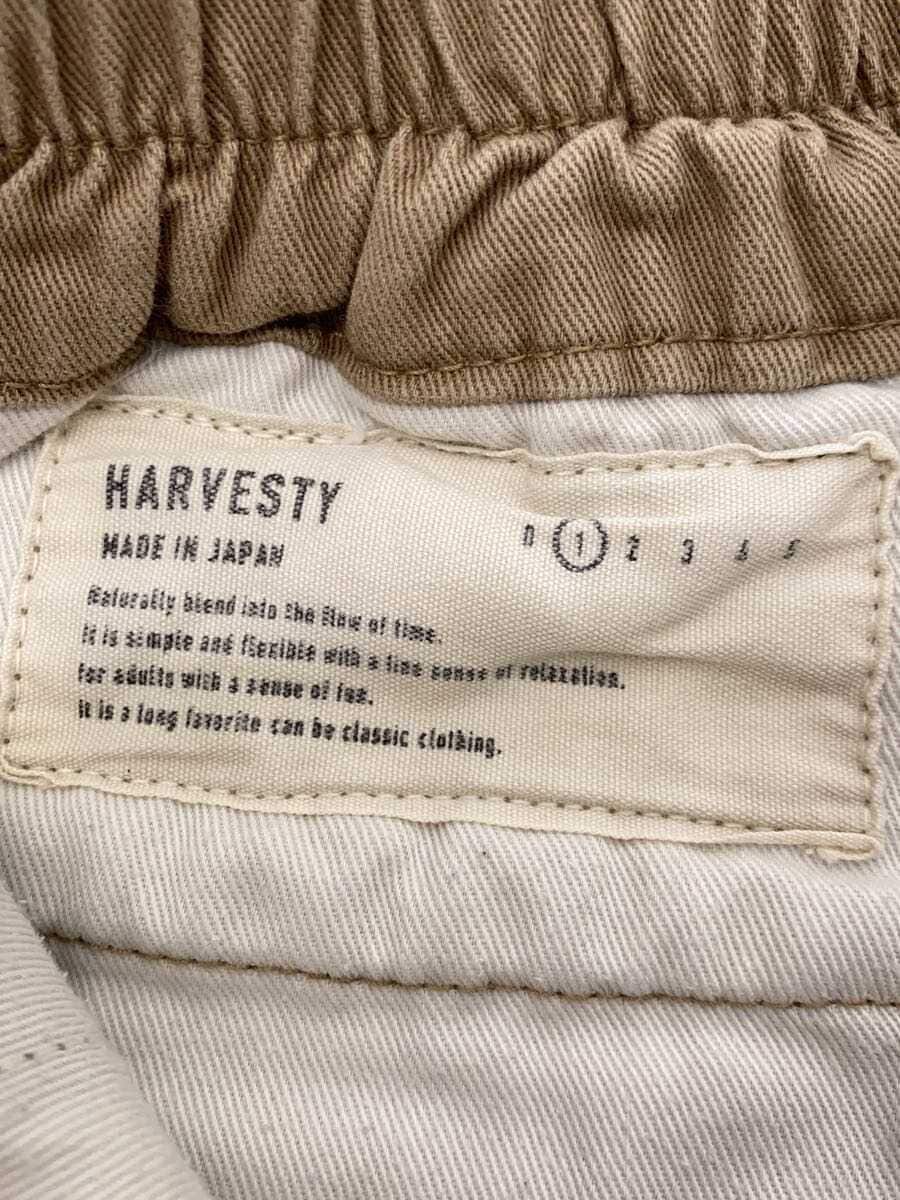 HARVESTY
MADE IN JAPAN
0 1 2 3 4 5
Naturally blend into the flow of time.
It is simple and flexible with a fine sense of relaxation.
for adults with a sense of fun.
It is a long favorite can be classic clothing.